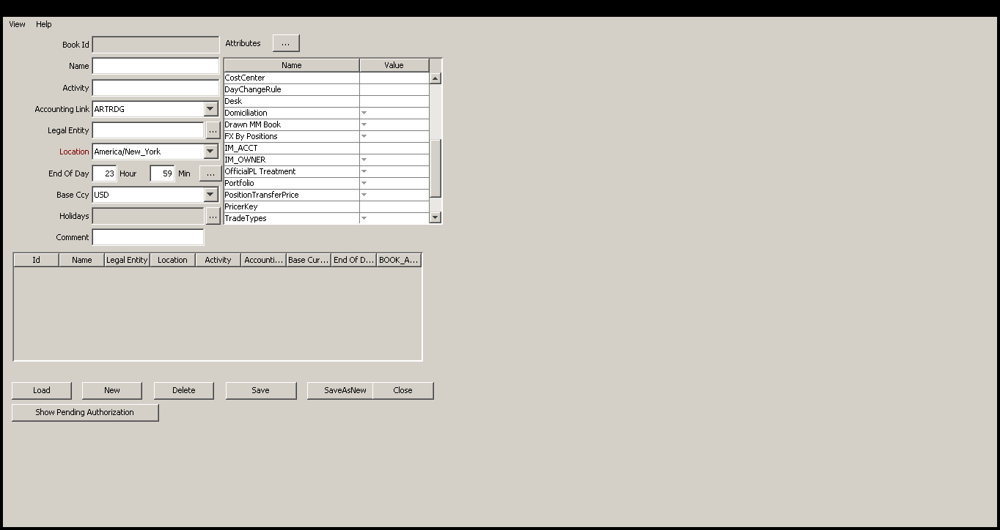 View Help
Book Id
Name
Activity
Accounting Link ARTRDG
Legal Entity ...
Location America/New_York
End Of Day 23 Hour 59 Min ...
Base Ccy USD
Holidays ...
Comment
Attributes ...
Name Value
CostCenter
DayChangeRule
Desk
Domiciliation
Drawn MM Book
FX By Positions
IM_ACCT
IM_OWNER
OfficialPL Treatment
Portfolio
PositionTransferPrice
PricerKey
TradeTypes
Id Name Legal Entity Location Activity Accounti... Base Cur... End Of D... BOOK_A...
Load New Delete Save SaveAsNew Close
Show Pending Authorization